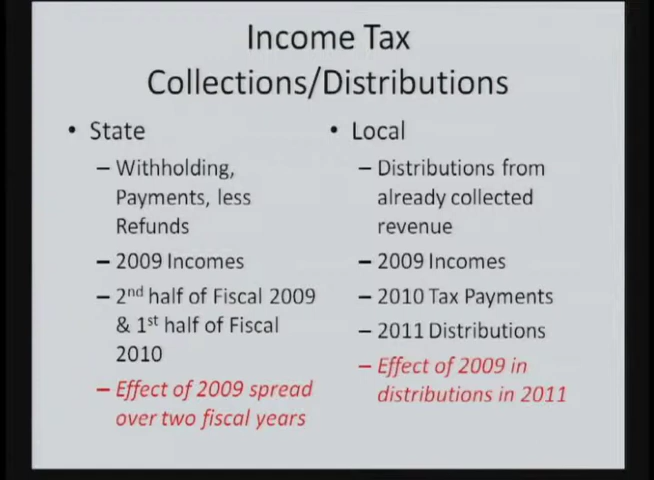 Income Tax
Collections/Distributions
• State
– Withholding,
Payments, less
Refunds
– 2009 Incomes
– 2nd half of Fiscal 2009
& 1st half of Fiscal
2010
– Effect of 2009 spread
over two fiscal years
• Local
– Distributions from
already collected
revenue
– 2009 Incomes
– 2010 Tax Payments
– 2011 Distributions
– Effect of 2009 in
distributions in 2011